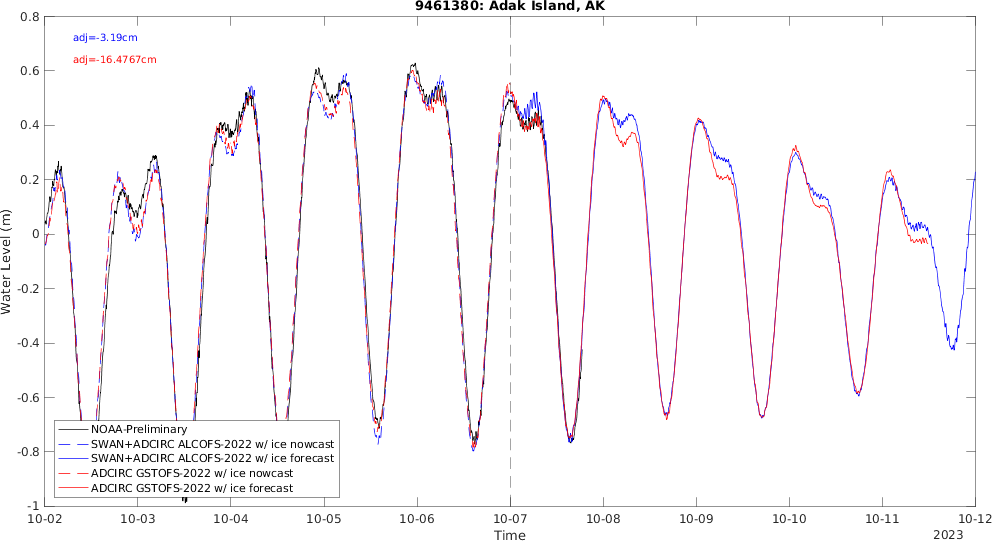 9461380: Adak Island, AK
adj=-3.19cm
adj=-16.4767cm
Water Level (m)
0.8
0.6
0.4
0.2
0
-0.2
-0.4
-0.6
-0.8
-1
NOAA-Preliminary
SWAN+ADCIRC ALCOFS-2022 w/ ice nowcast
SWAN+ADCIRC ALCOFS-2022 w/ ice forecast
ADCIRC GSTOFS-2022 w/ ice nowcast
ADCIRC GSTOFS-2022 w/ ice forecast
10-02 10-03 10-04 10-05 10-06 10-07 10-08 10-09 10-10 10-11 10-12
Time
2023